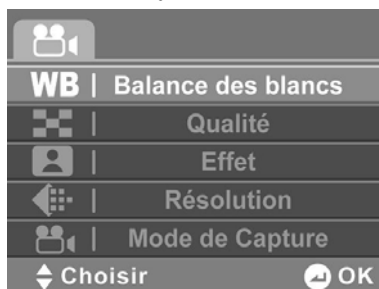 WB | Balance des blancs
Qualité
Effet
Résolution
Mode de Capture
Choisir OK